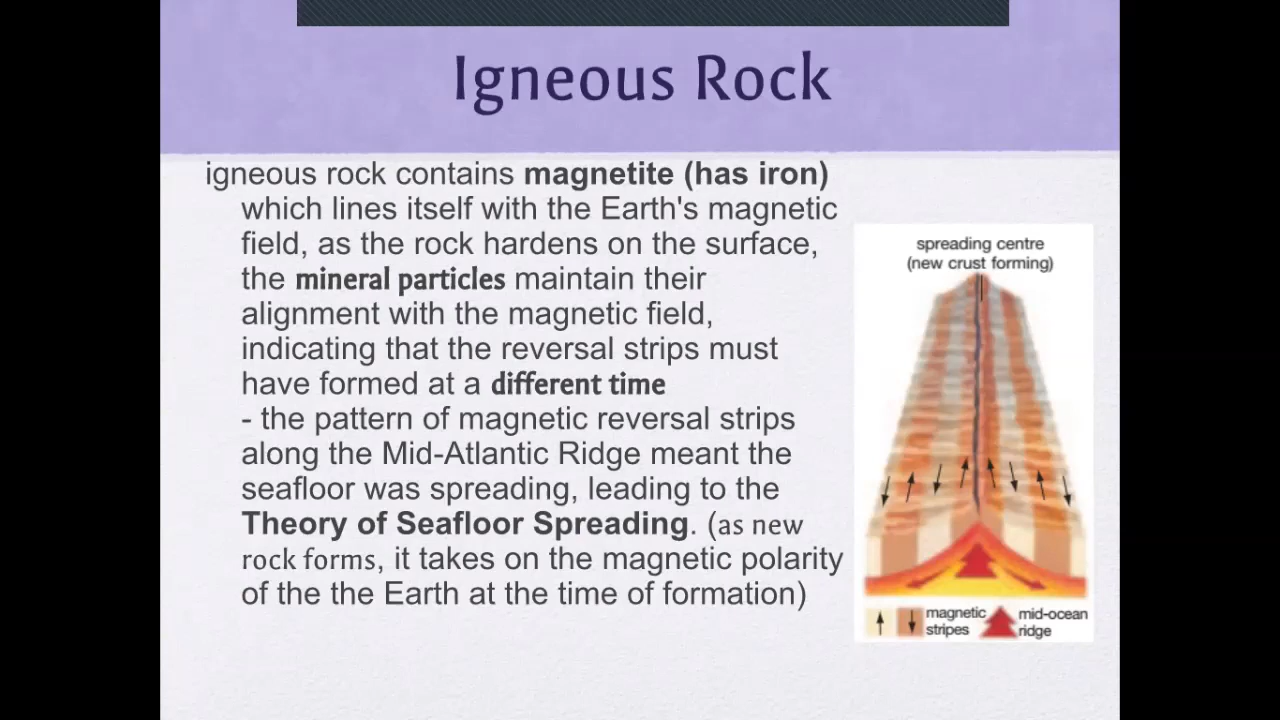 Igneous Rock
igneous rock contains magnetite (has iron)
which lines itself with the Earth's magnetic
field, as the rock hardens on the surface,
the mineral particles maintain their
alignment with the magnetic field,
indicating that the reversal strips must
have formed at a different time
- the pattern of magnetic reversal strips
along the Mid-Atlantic Ridge meant the
seafloor was spreading, leading to the
Theory of Seafloor Spreading. (as new
rock forms, it takes on the magnetic polarity
of the the Earth at the time of formation)
spreading centre
(new crust forming)
magnetic
stripes
mid-ocean
ridge